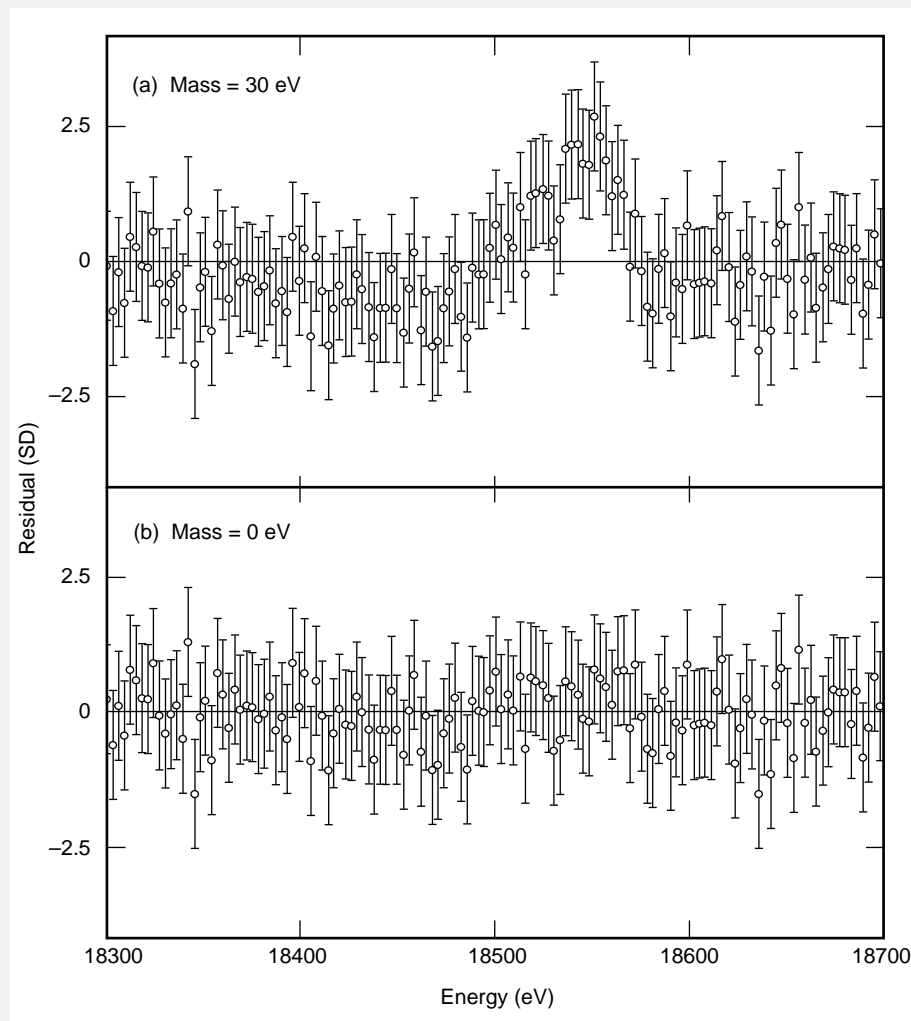 (a) Mass = 30 eV
2.5
0
−2.5
Residual (SD)
(b) Mass = 0 eV
2.5
0
−2.5
18300
18400
18500
18600
18700
Energy (eV)